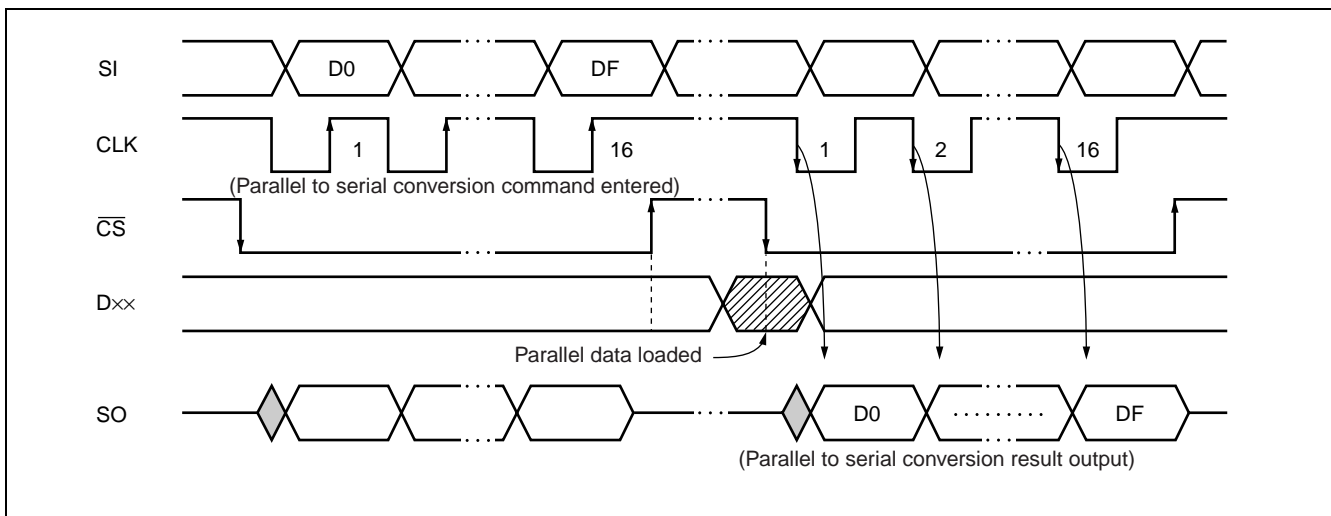 SI D0 DF
CLK 1 16 1 2 16
(Parallel to serial conversion command entered)
CS
D××
Parallel data loaded
SO D0 DF
(Parallel to serial conversion result output)